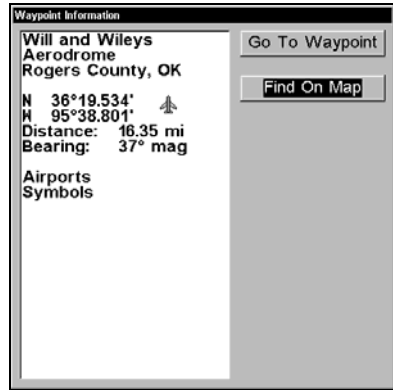 Waypoint Information
Will and Wileys
Aerodrome
Rogers County, OK
N 36°19.534'
W 95°38.801'
Distance: 16.35 mi
Bearing: 37° mag
Airports
Symbols
Go To Waypoint
Find On Map